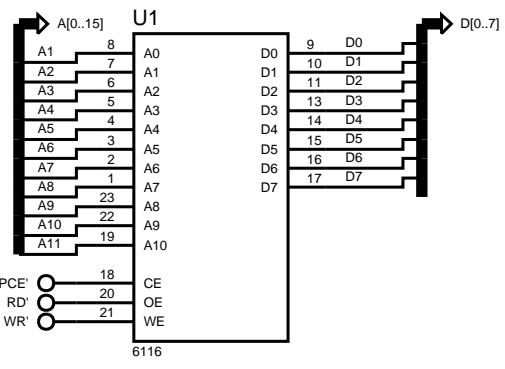 A[0..15] U1 D[0..7]
A1 8 A0 D0 9 D0
A2 7 A1 D1 10 D1
A3 6 A2 D2 11 D2
A4 5 A3 D3 13 D3
A5 4 A4 D4 14 D4
A6 3 A5 D5 15 D5
A7 2 A6 D6 16 D6
A8 1 A7 D7 17 D7
A9 23 A8
A10 22 A9
A11 19 A10
PCE' 18 CE
RD' 20 OE
WR' 21 WE
6116